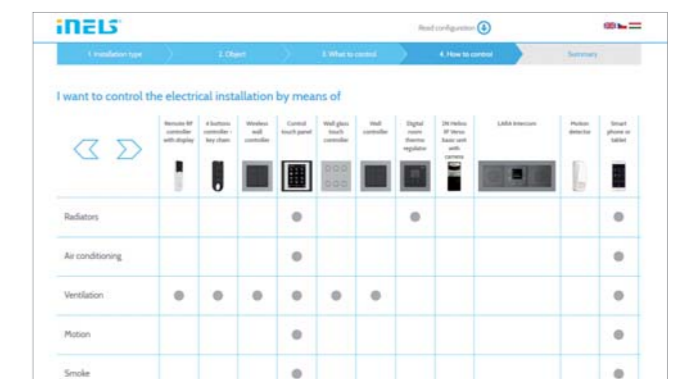 iNELS
Read configuration
1. Installation type
2. Object
3. What to control
4. How to control
Summary
I want to control the electrical installation by means of
Remote RF
controller
with display
4 buttons
controller -
key chain
Wireless
wall
controller
Control
touch panel
Wall glass
touch
controller
Wall
controller
Digital
room
thermo
regulator
2N Helios
IP Verso
basic unit
with
camera
LARA Intercom
Motion
detector
Smart
phone or
tablet
Radiators
Air conditioning
Ventilation
Motion
Smoke